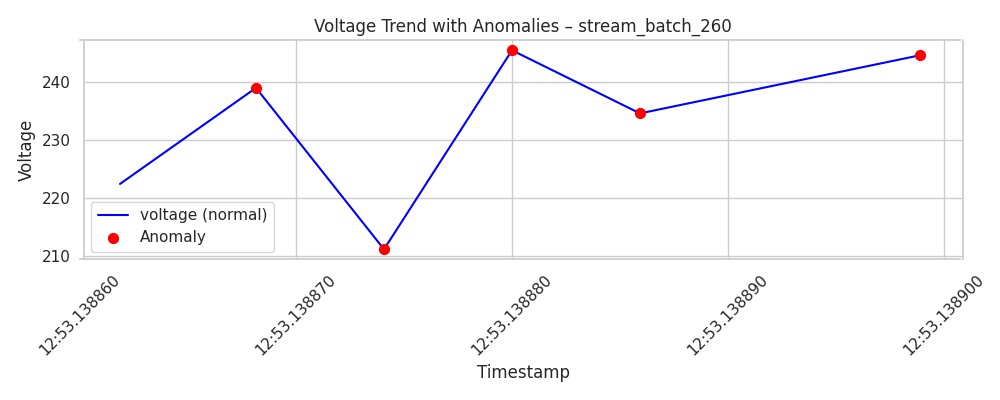 Voltage Trend with Anomalies – stream_batch_260
Voltage
240
230
220
210
voltage (normal)
Anomaly
12:53.138860
12:53.138870
12:53.138880
12:53.138890
12:53.138900
Timestamp